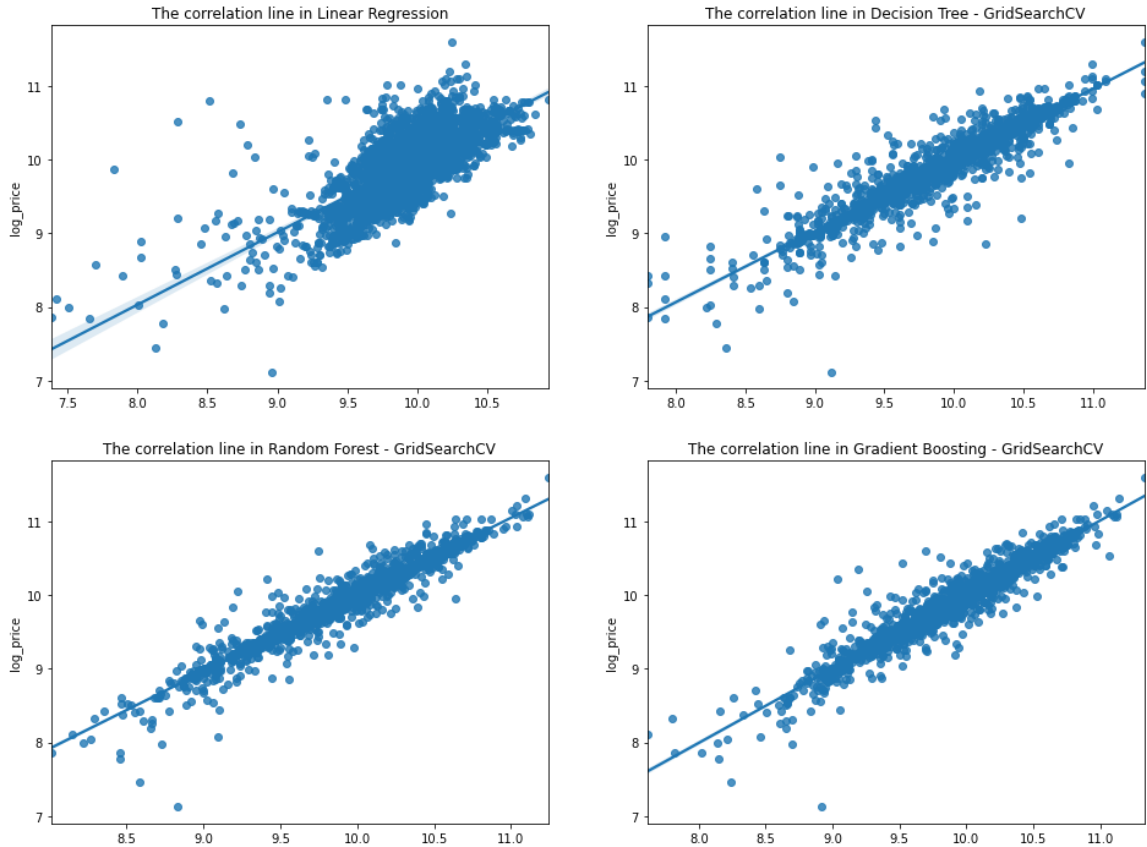 The correlation line in Linear Regression
The correlation line in Decision Tree - GridSearchCV
11
10
9
8
7
log_price
7.5 8.0 8.5 9.0 9.5 10.0 10.5
11
10
9
8
7
log_price
8.0 8.5 9.0 9.5 10.0 10.5 11.0
The correlation line in Random Forest - GridSearchCV
The correlation line in Gradient Boosting - GridSearchCV
11
10
9
8
7
log_price
8.5 9.0 9.5 10.0 10.5 11.0
11
10
9
8
7
log_price
8.0 8.5 9.0 9.5 10.0 10.5 11.0